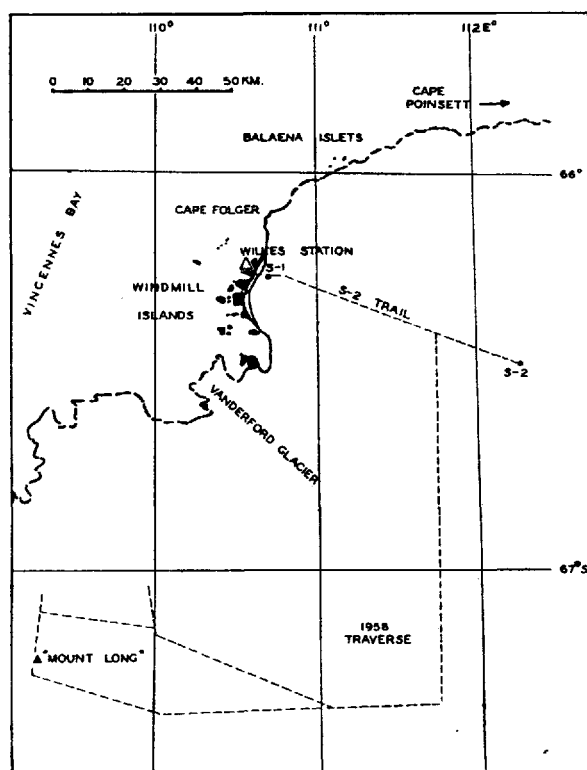 110° 111° 112°E
0 10 20 30 40 50 KM.
CAPE
POINSETT
BALAENA ISLETS
66°
CAPE FOLGER
VINCENNES BAY
WILKES STATION
S-1
WINDMILL
ISLANDS
S-2 TRAIL
S-2
VANDERFORD GLACIER
67°S
1958
TRAVERSE
"MOUNT LONG"